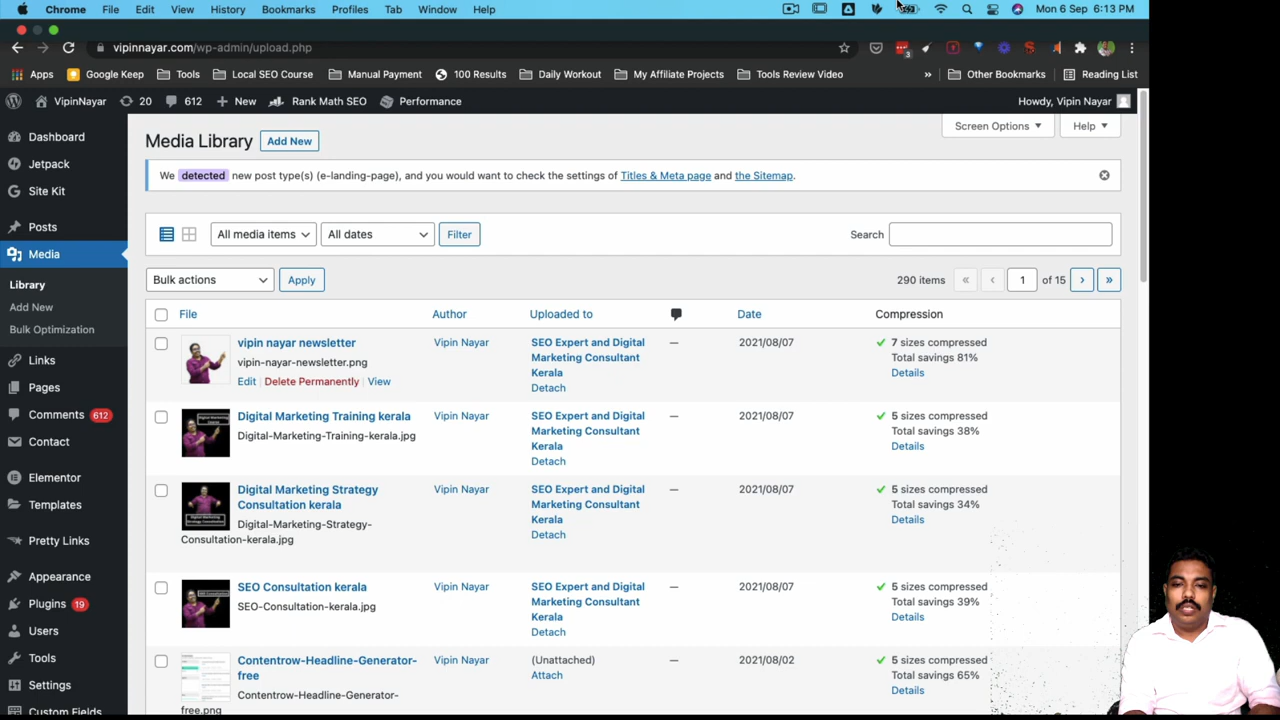 Chrome File Edit View History Bookmarks Profiles Tab Window Help Mon 6 Sep 6:13 PM
vipinnayar.com/wp-admin/upload.php 3
Apps Google Keep Tools Local SEO Course Manual Payment 100 Results Daily Workout My Affiliate Projects Tools Review Video » Other Bookmarks Reading List
VipinNayar 20 612 + New Rank Math SEO Performance Howdy, Vipin Nayar
Dashboard
Jetpack
Site Kit
Posts
Media
Library
Add New
Bulk Optimization
Links
Pages
Comments 612
Contact
Elementor
Templates
Pretty Links
Appearance
Plugins 19
Users
Tools
Settings
Custom Fields
Screen Options Help
Media Library Add New
We detected new post type(s) (e-landing-page), and you would want to check the settings of Titles & Meta page and the Sitemap.
All media items All dates Filter Search
Bulk actions Apply 290 items « ‹ 1 of 15 › »
File Author Uploaded to Date Compression
vipin nayar newsletter
vipin-nayar-newsletter.png
Edit | Delete Permanently | View
Vipin Nayar
SEO Expert and Digital
Marketing Consultant
Kerala
Detach
—
2021/08/07
7 sizes compressed
Total savings 81%
Details
Digital Marketing Training kerala
Digital-Marketing-Training-kerala.jpg
Vipin Nayar
SEO Expert and Digital
Marketing Consultant
Kerala
Detach
—
2021/08/07
5 sizes compressed
Total savings 38%
Details
Digital Marketing Strategy
Consultation kerala
Digital-Marketing-Strategy-
Consultation-kerala.jpg
Vipin Nayar
SEO Expert and Digital
Marketing Consultant
Kerala
Detach
—
2021/08/07
5 sizes compressed
Total savings 34%
Details
SEO Consultation kerala
SEO-Consultation-kerala.jpg
Vipin Nayar
SEO Expert and Digital
Marketing Consultant
Kerala
Detach
—
2021/08/07
5 sizes compressed
Total savings 39%
Details
Contentrow-Headline-Generator-
free
Contentrow-Headline-Generator-
free.png
Vipin Nayar
(Unattached)
Attach
—
2021/08/02
5 sizes compressed
Total savings 65%
Details